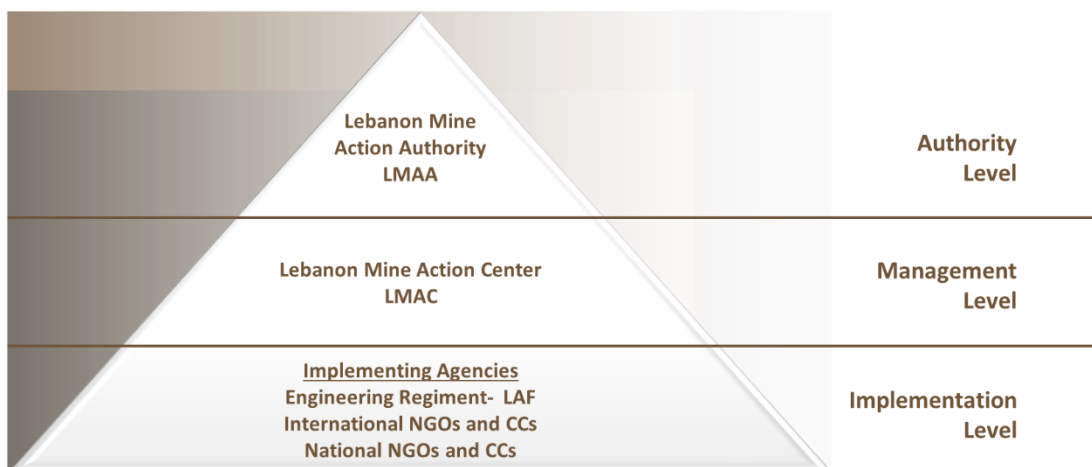 Lebanon Mine
Action Authority
LMAA
Authority
Level
Lebanon Mine Action Center
LMAC
Management
Level
Implementing Agencies
Engineering Regiment- LAF
International NGOs and CCs
National NGOs and CCs
Implementation
Level